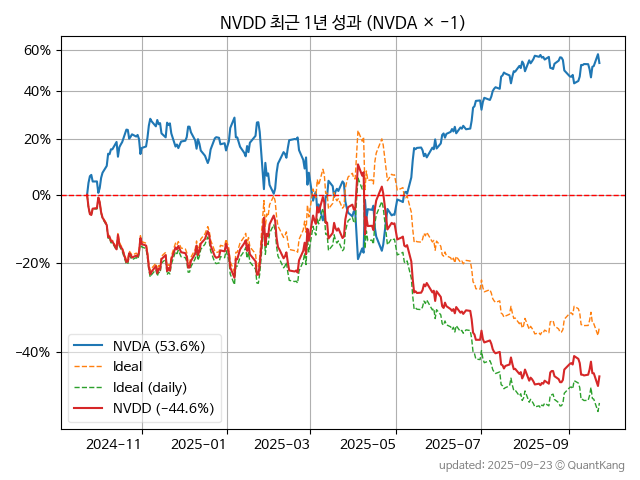 NVDD 최근 1년 성과 (NVDA × −1)
60%
40%
20%
0%
−20%
−40%
NVDA (53.6%)
Ideal
Ideal (daily)
NVDD (−44.6%)
2024-11
2025-01
2025-03
2025-05
2025-07
2025-09
updated: 2025-09-23 © QuantKang